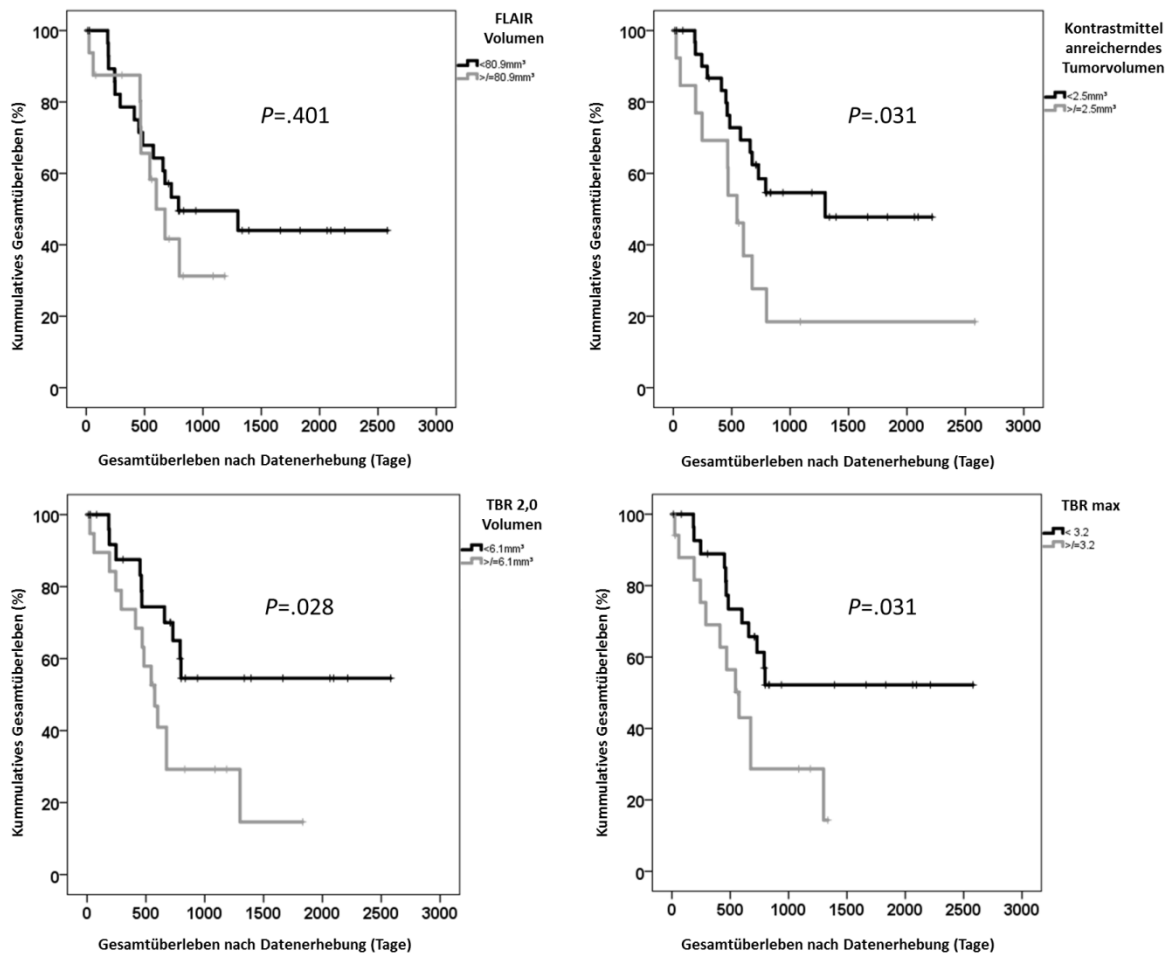 FLAIR
Volumen
<80.9mm³
>/=80.9mm³
P=.401
Kummulatives Gesamtüberleben (%)
100
80
60
40
20
0
0 500 1000 1500 2000 2500 3000
Gesamtüberleben nach Datenerhebung (Tage)
Kontrastmittel
anreicherndes
Tumorvolumen
<2.5mm³
>/=2.5mm³
P=.031
Kummulatives Gesamtüberleben (%)
100
80
60
40
20
0
0 500 1000 1500 2000 2500 3000
Gesamtüberleben nach Datenerhebung (Tage)
TBR 2,0
Volumen
<6.1mm³
>/=6.1mm³
P=.028
Kummulatives Gesamtüberleben (%)
100
80
60
40
20
0
0 500 1000 1500 2000 2500 3000
Gesamtüberleben nach Datenerhebung (Tage)
TBR max
< 3.2
>/=3.2
P=.031
Kummulatives Gesamtüberleben (%)
100
80
60
40
20
0
0 500 1000 1500 2000 2500 3000
Gesamtüberleben nach Datenerhebung (Tage)